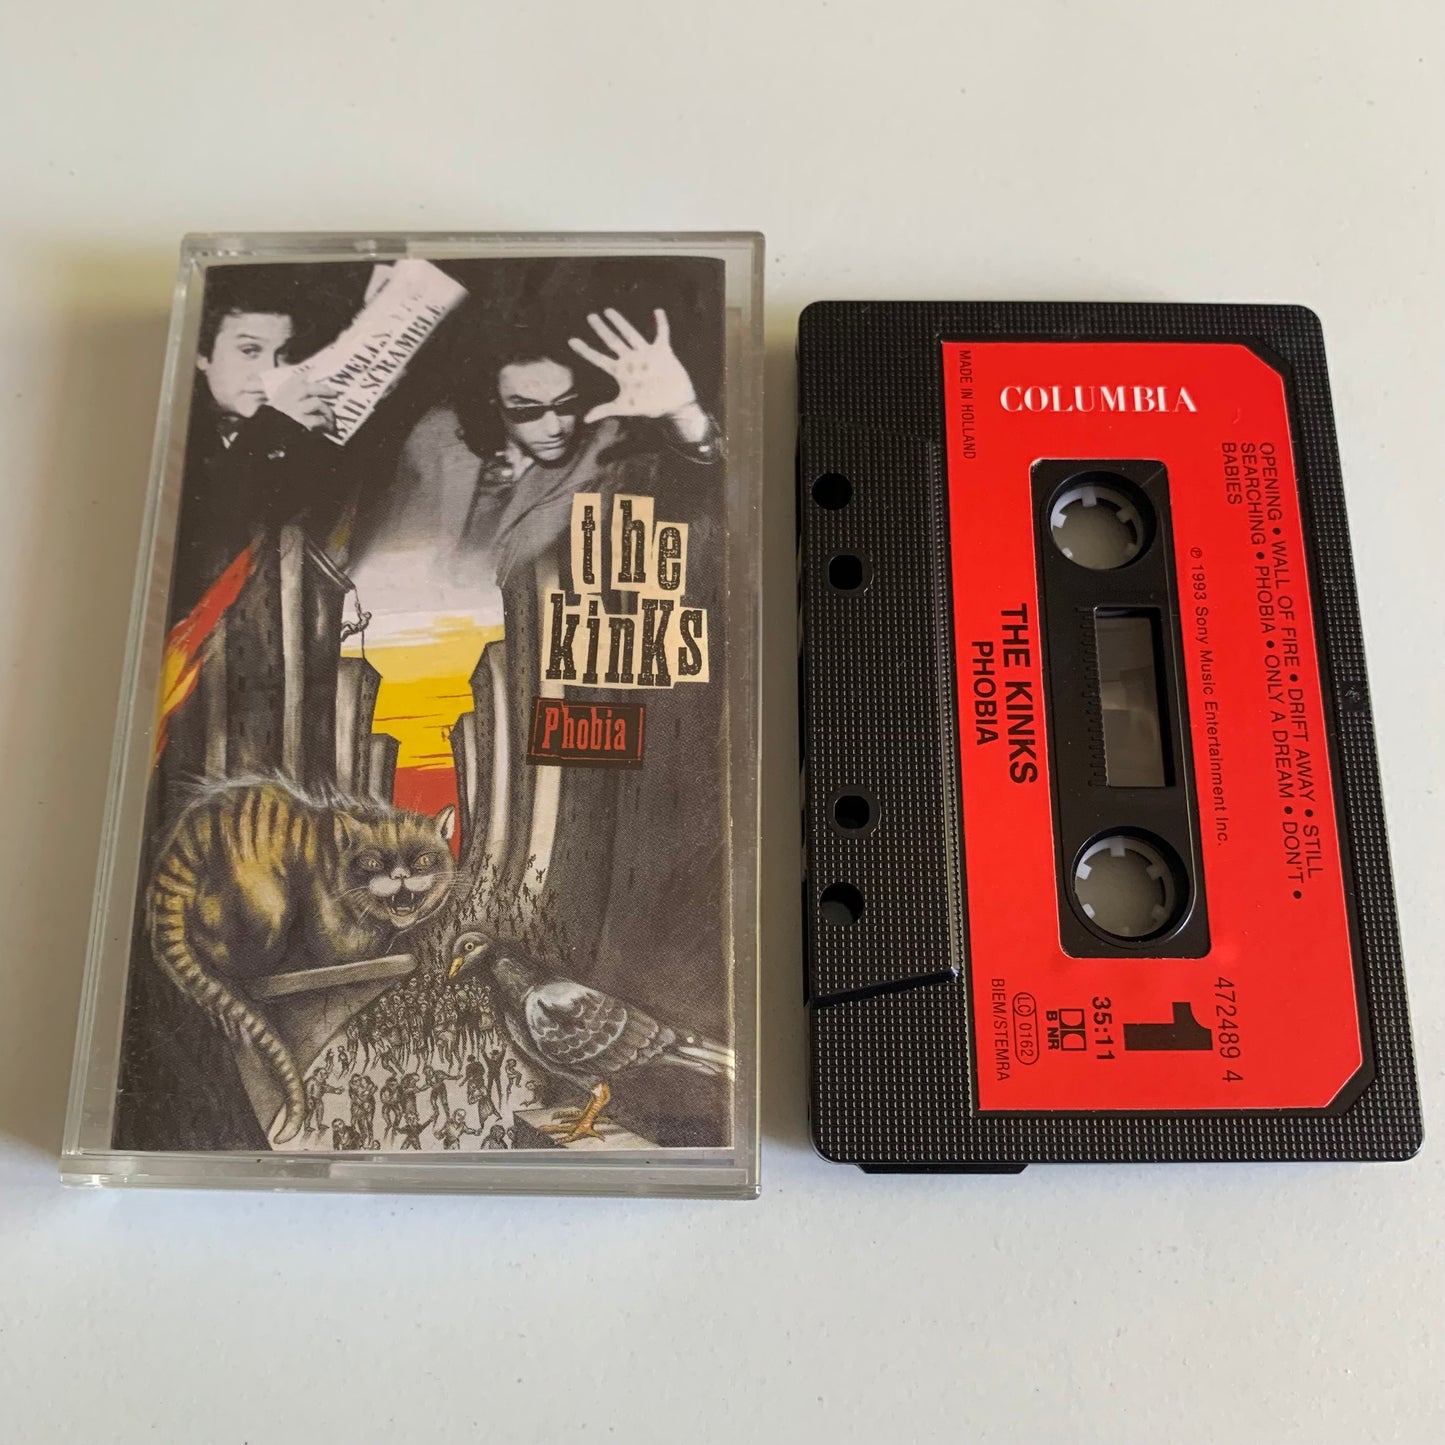 SCRAMBLE
the
kinks
Phobia
COLUMBIA
MADE IN HOLLAND
OPENING • WALL OF FIRE • DRIFT AWAY • STILL
SEARCHING • PHOBIA • ONLY A DREAM • DON'T •
BABIES
℗ 1993 Sony Music Entertainment Inc.
THE KINKS
PHOBIA
472489 4
1
35:11
B NR
LC 0162
BIEM/STEMRA